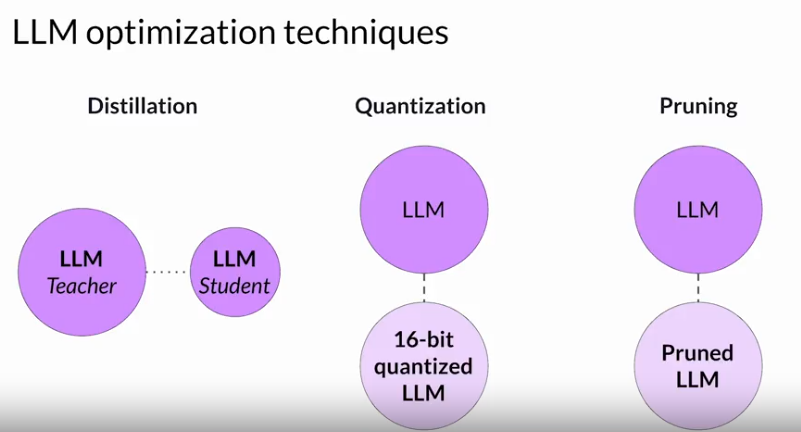 LLM optimization techniques
Distillation
LLM
Teacher
LLM
Student
Quantization
LLM
16-bit
quantized
LLM
Pruning
LLM
Pruned
LLM